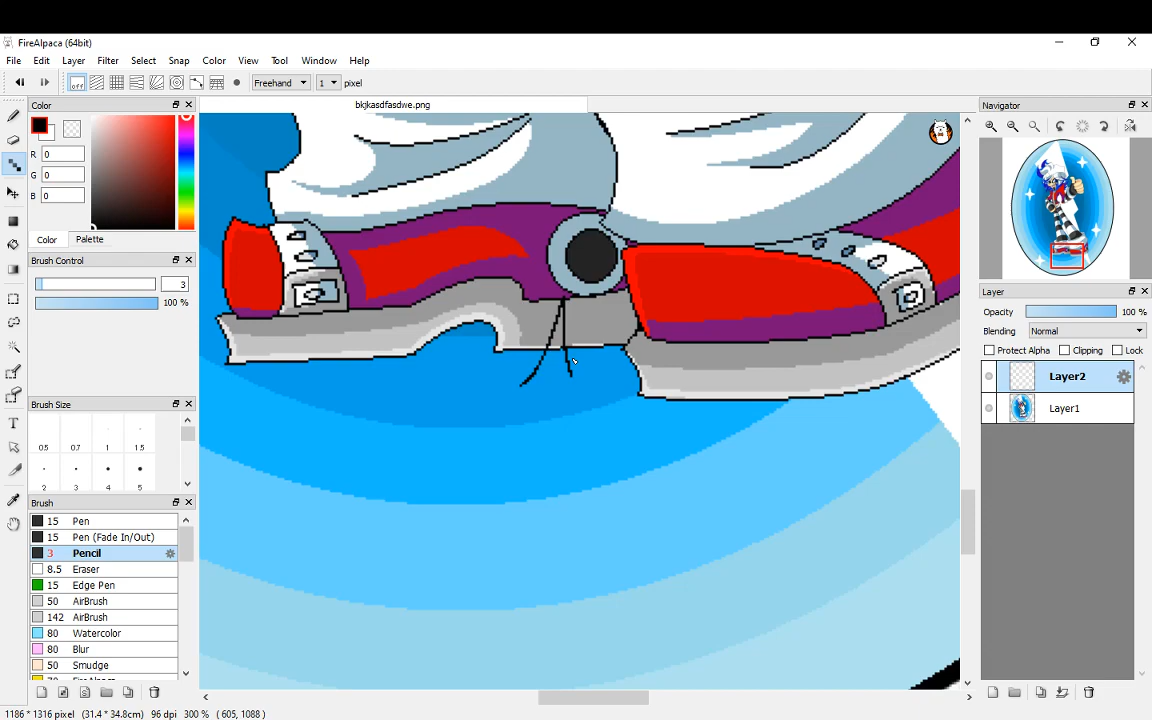 FireAlpaca (64bit)
File Edit View Layer Filter Select Snap Color View Tool Window Help
off Freehand 1 pixel
Color
bkjkasdfasdwe.png
Navigator
R 0
G 0
B 0
Color Palette
Brush Control
3
100 %
Layer
Opacity 100 %
Blending Normal
Protect Alpha Clipping Lock
Layer2
Layer1
Brush Size
0.5 0.7 1 1.5
2 3 4 5
Brush
15 Pen
15 Pen (Fade In/Out)
3 Pencil
8.5 Eraser
15 Edge Pen
50 AirBrush
142 AirBrush
80 Watercolor
80 Blur
50 Smudge
1186 * 1316 pixel (31.4 * 34.8cm) 96 dpi 300 % ( 605, 1088 )